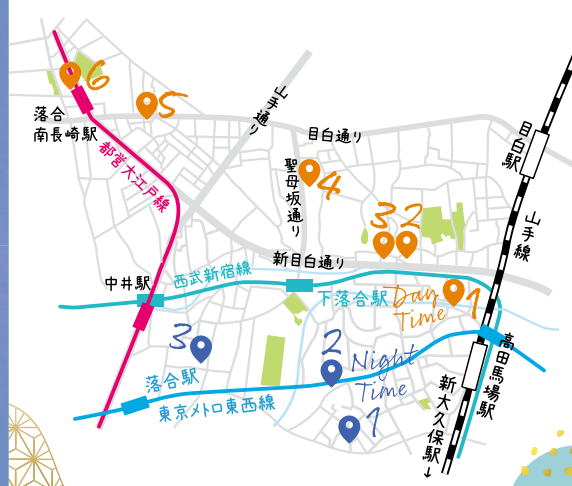 6
5
落合
南長崎駅
都営大江戸線
山手通り
目白通り
目白駅
聖母坂通り
4
3
2
山手線
新目白通り
中井駅
西武新宿線
下落合駅
Day
Time
1
高田馬場駅
3
2
Night
Time
落合駅
東京メトロ東西線
1
新大久保駅↓